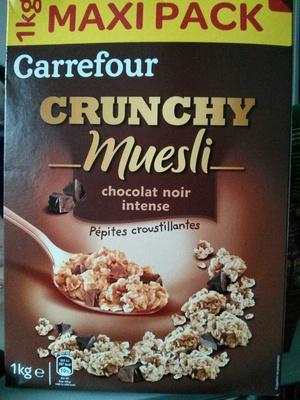 1kg
MAXI PACK
Carrefour
CRUNCHY
Muesli
chocolat noir
intense
Pépites croustillantes
1kg e